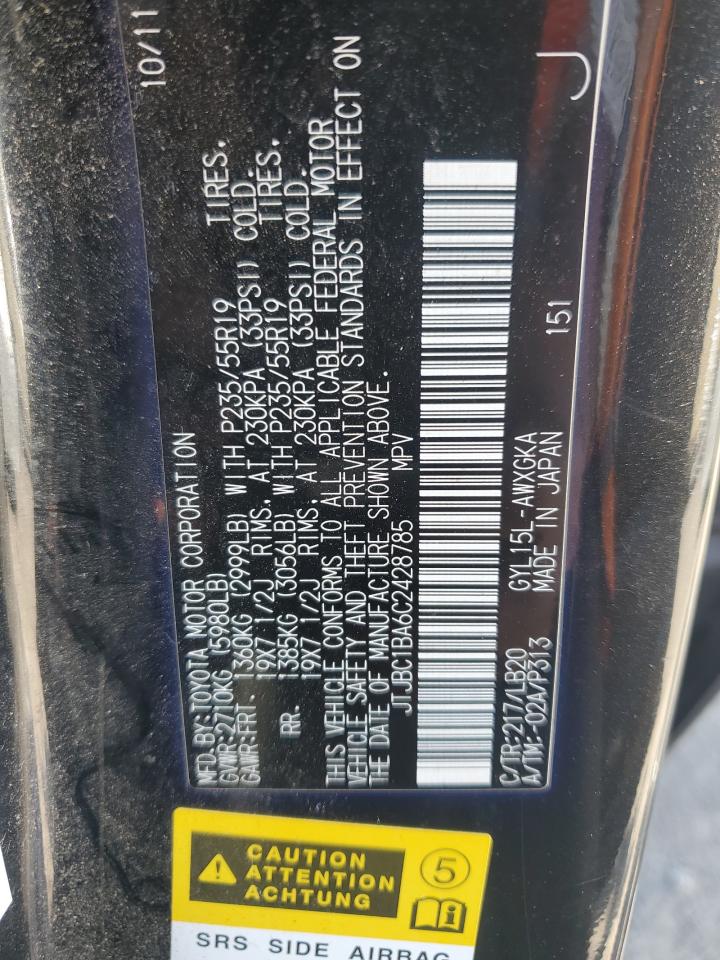 MFD. BY: TOYOTA MOTOR CORPORATION 10/11
GVWR: 2710KG (5980LB)
GAWR: FRT. 1360KG (2999LB) WITH P235/55R19 TIRES.
19X7 1/2J RIMS. AT 230KPA (33PSI) COLD.
RR. 1385KG (3056LB) WITH P235/55R19 TIRES.
19X7 1/2J RIMS. AT 230KPA (33PSI) COLD.
THIS VEHICLE CONFORMS TO ALL APPLICABLE FEDERAL MOTOR
VEHICLE SAFETY AND THEFT PREVENTION STANDARDS IN EFFECT ON
THE DATE OF MANUFACTURE SHOWN ABOVE.
JTJBC1BA6C2428785 MPV
C/TR: 217/LB20 GYL15L-AWXGKA
A/TM: -02A/P313 MADE IN JAPAN 151
J
CAUTION
ATTENTION
ACHTUNG
5
SRS SIDE AIRBAG